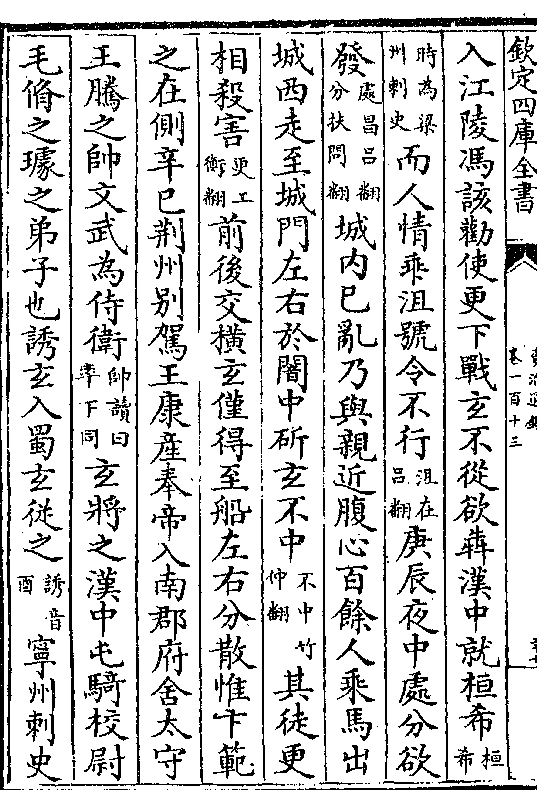 欽定四庫全書
卷一百十三
入江陵馮該勸使更下戰玄不從欲犇漢中就桓希桓希
時為梁州刺史而人情乖沮號令不行沮在吕翻庚辰夜中處分欲
發處昌吕翻分扶問翻城内已亂乃與親近腹心百餘人乘馬出
城西走至城門左右於闇中斫玄不中不中竹仲翻其徒更
相殺害更工衡翻前後交横玄僅得至船左右分散惟卞範
之在側辛巳荆州别駕王康産奉帝入南郡府舍太守
王騰之帥文武為侍衛帥讀曰率下同玄將之漢中屯騎校尉
毛脩之璩之弟子也誘玄入蜀玄從之誘音酉寧州刺史